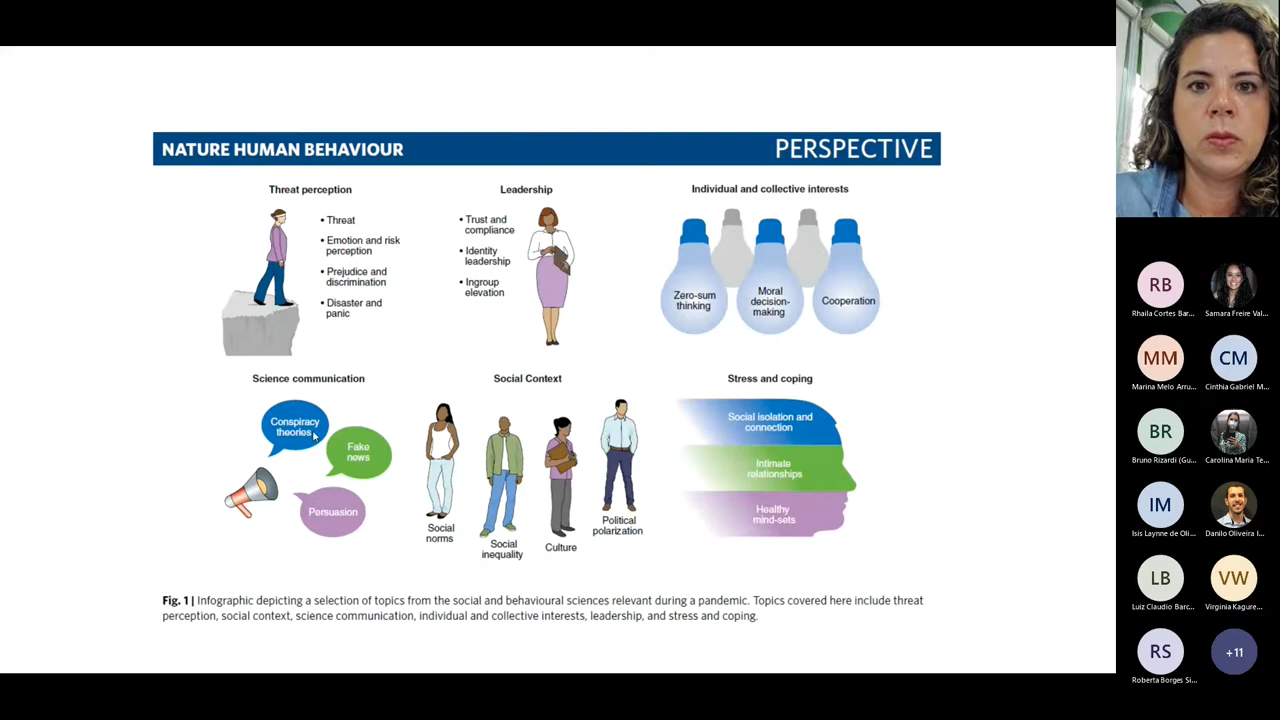 NATURE HUMAN BEHAVIOUR
PERSPECTIVE
Threat perception
• Threat
• Emotion and risk
perception
• Prejudice and
discrimination
• Disaster and
panic
Leadership
• Trust and
compliance
• Identity
leadership
• Ingroup
elevation
Individual and collective interests
Zero-sum
thinking
Moral
decision-
making
Cooperation
Science communication
Conspiracy
theories
Fake
news
Persuasion
Social Context
Social
norms
Social
inequality
Culture
Political
polarization
Stress and coping
Social isolation and
connection
Intimate
relationships
Healthy
mind-sets
Fig. 1 | Infographic depicting a selection of topics from the social and behavioural sciences relevant during a pandemic. Topics covered here include threat
perception, social context, science communication, individual and collective interests, leadership, and stress and coping.
RB
Rhaila Cortes Bar...
Samara Freire Val...
MM
Marina Melo Arru...
CM
Cinthia Gabriel M...
BR
Bruno Rizardi (Gu...
Carolina Maria Te...
IM
Isis Laynne de Oli...
Danilo Oliveira I...
LB
Luiz Claudio Barc...
VW
Virginia Kagure...
RS
Roberta Borges Si...
+11